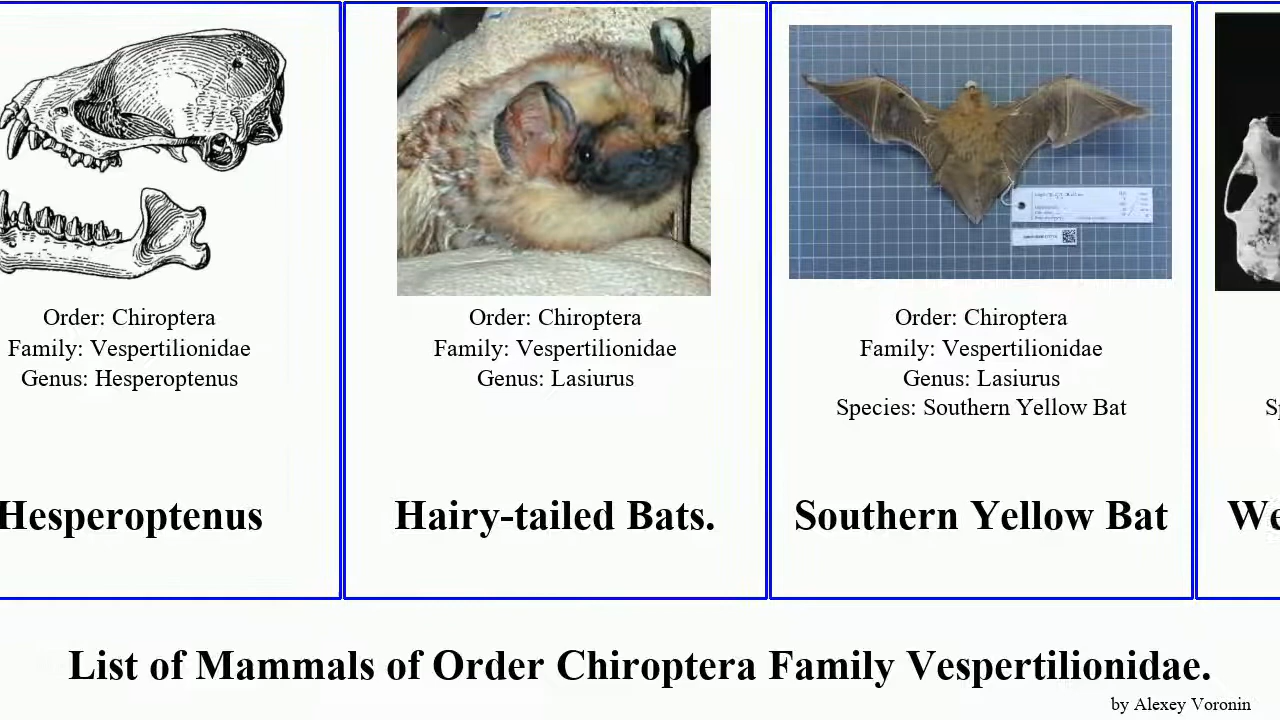 Order: Chiroptera
Family: Vespertilionidae
Genus: Hesperoptenus
Hesperoptenus
Order: Chiroptera
Family: Vespertilionidae
Genus: Lasiurus
Hairy-tailed Bats.
Order: Chiroptera
Family: Vespertilionidae
Genus: Lasiurus
Species: Southern Yellow Bat
Southern Yellow Bat
Sp
We
List of Mammals of Order Chiroptera Family Vespertilionidae.
by Alexey Voronin